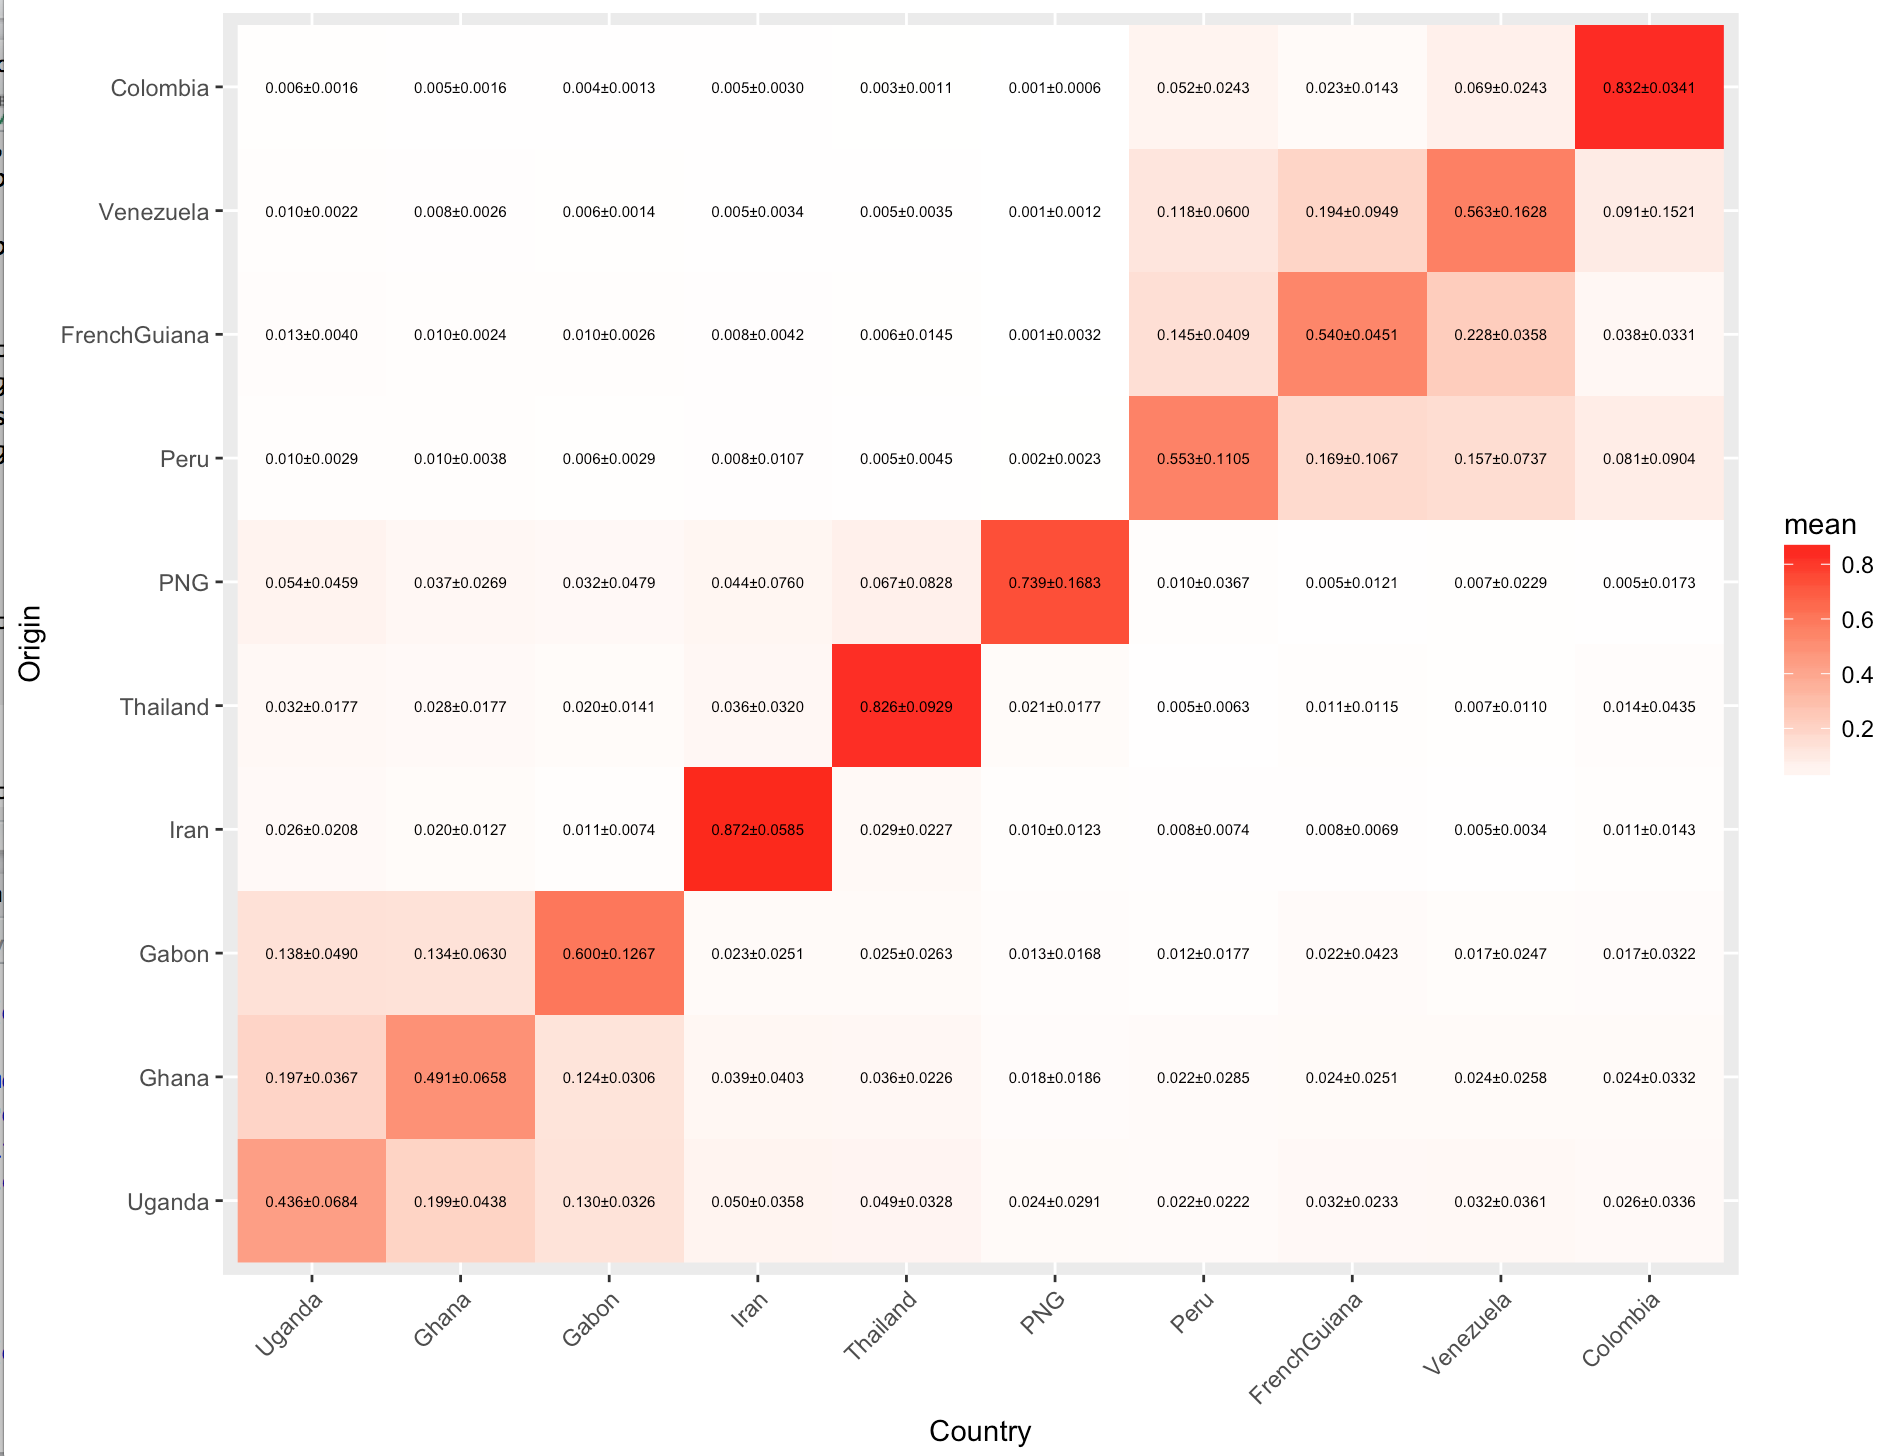 Colombia 0.006±0.0016 0.005±0.0016 0.004±0.0013 0.005±0.0030 0.003±0.0011 0.001±0.0006 0.052±0.0243 0.023±0.0143 0.069±0.0243 0.832±0.0341
Venezuela 0.010±0.0022 0.008±0.0026 0.006±0.0014 0.005±0.0034 0.005±0.0035 0.001±0.0012 0.118±0.0600 0.194±0.0949 0.563±0.1628 0.091±0.1521
FrenchGuiana 0.013±0.0040 0.010±0.0024 0.010±0.0026 0.008±0.0042 0.006±0.0145 0.001±0.0032 0.145±0.0409 0.540±0.0451 0.228±0.0358 0.038±0.0331
Peru 0.010±0.0029 0.010±0.0038 0.006±0.0029 0.008±0.0107 0.005±0.0045 0.002±0.0023 0.553±0.1105 0.169±0.1067 0.157±0.0737 0.081±0.0904
PNG 0.054±0.0459 0.037±0.0269 0.032±0.0479 0.044±0.0760 0.067±0.0828 0.739±0.1683 0.010±0.0367 0.005±0.0121 0.007±0.0229 0.005±0.0173
Thailand 0.032±0.0177 0.028±0.0177 0.020±0.0141 0.036±0.0320 0.826±0.0929 0.021±0.0177 0.005±0.0063 0.011±0.0115 0.007±0.0110 0.014±0.0435
Iran 0.026±0.0208 0.020±0.0127 0.011±0.0074 0.872±0.0585 0.029±0.0227 0.010±0.0123 0.008±0.0074 0.008±0.0069 0.005±0.0034 0.011±0.0143
Gabon 0.138±0.0490 0.134±0.0630 0.600±0.1267 0.023±0.0251 0.025±0.0263 0.013±0.0168 0.012±0.0177 0.022±0.0423 0.017±0.0247 0.017±0.0322
Ghana 0.197±0.0367 0.491±0.0658 0.124±0.0306 0.039±0.0403 0.036±0.0226 0.018±0.0186 0.022±0.0285 0.024±0.0251 0.024±0.0258 0.024±0.0332
Uganda 0.436±0.0684 0.199±0.0438 0.130±0.0326 0.050±0.0358 0.049±0.0328 0.024±0.0291 0.022±0.0222 0.032±0.0233 0.032±0.0361 0.026±0.0336
Uganda Ghana Gabon Iran Thailand PNG Peru FrenchGuiana Venezuela Colombia
Country
Origin
mean
0.8
0.6
0.4
0.2